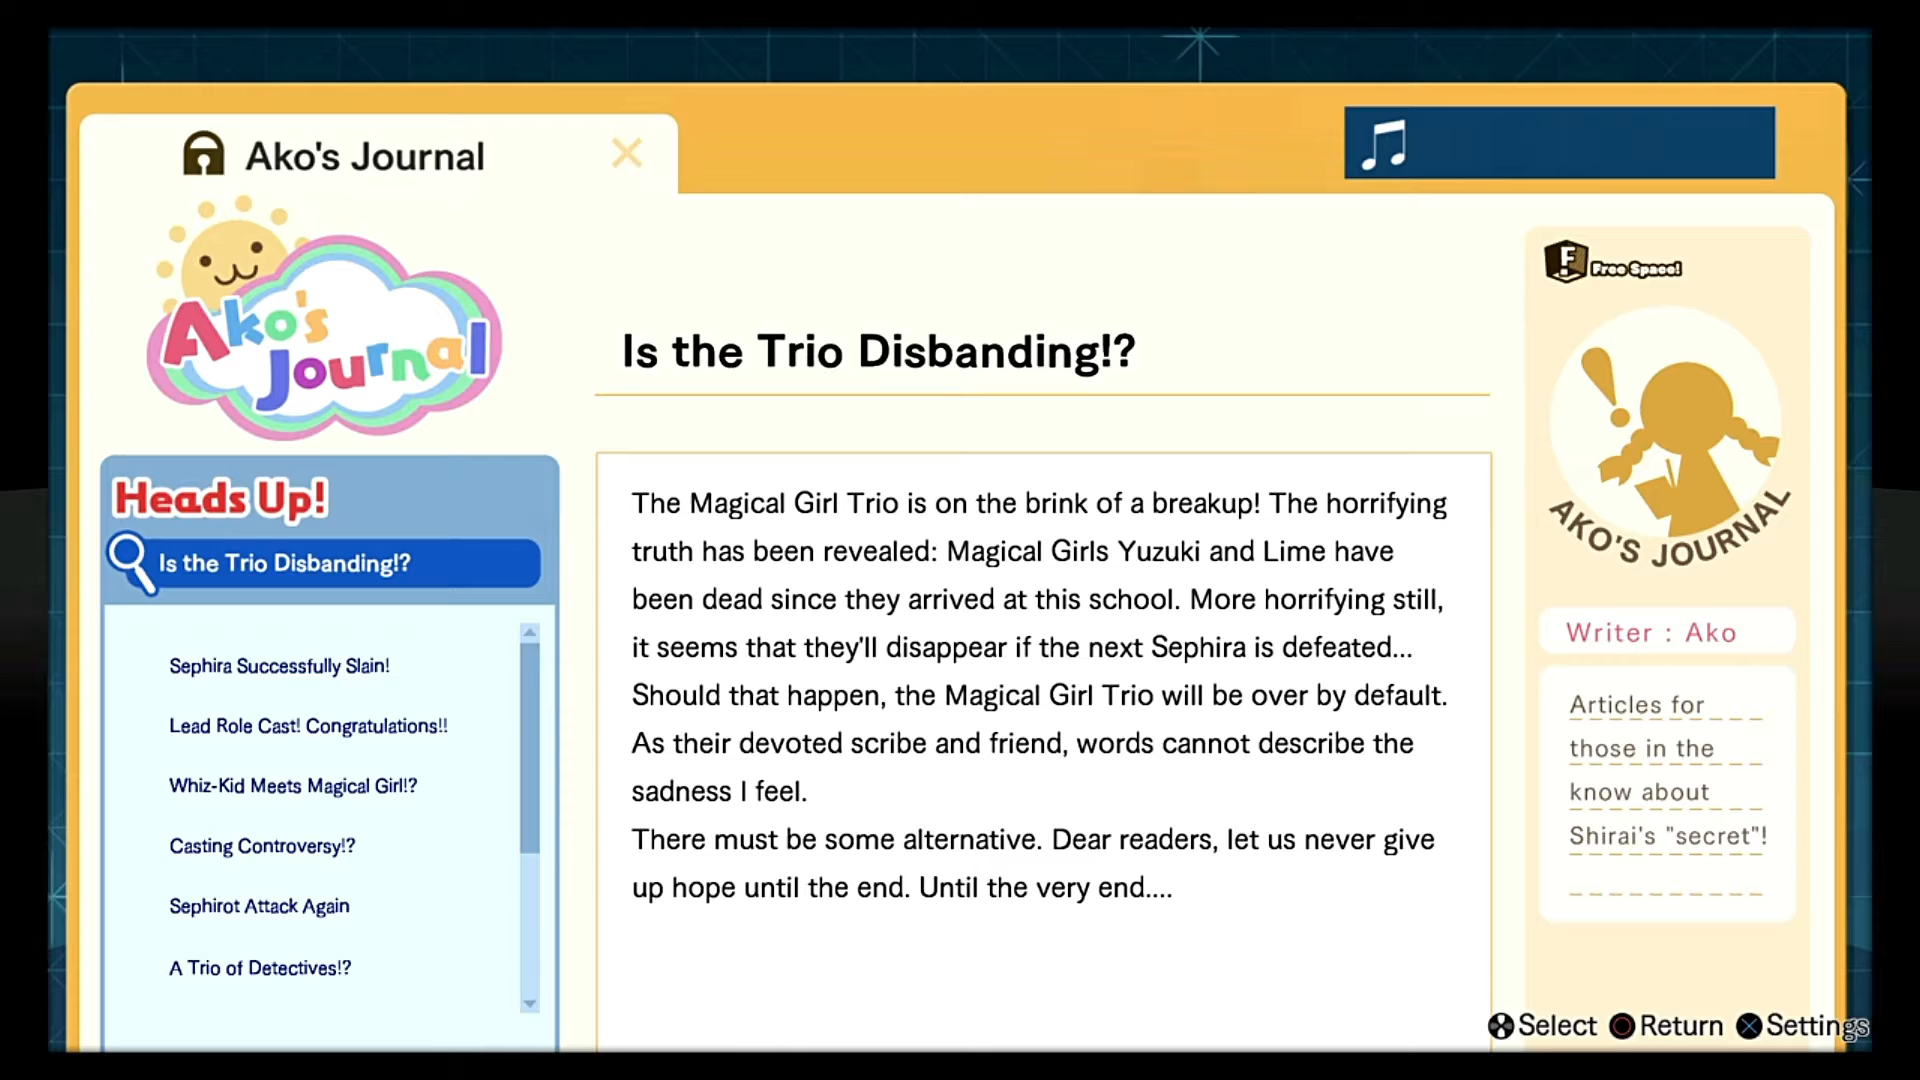 Ako's Journal
Ako's
Journal
Heads Up!
Is the Trio Disbanding!?
Sephira Successfully Slain!
Lead Role Cast! Congratulations!!
Whiz-Kid Meets Magical Girl!?
Casting Controversy!?
Sephirot Attack Again
A Trio of Detectives!?
Is the Trio Disbanding!?
The Magical Girl Trio is on the brink of a breakup! The horrifying
truth has been revealed: Magical Girls Yuzuki and Lime have
been dead since they arrived at this school. More horrifying still,
it seems that they'll disappear if the next Sephira is defeated...
Should that happen, the Magical Girl Trio will be over by default.
As their devoted scribe and friend, words cannot describe the
sadness I feel.
There must be some alternative. Dear readers, let us never give
up hope until the end. Until the very end....
F Free Space!
AKO'S JOURNAL
Writer : Ako
Articles for
those in the
know about
Shirai's "secret"!
Select Return Settings